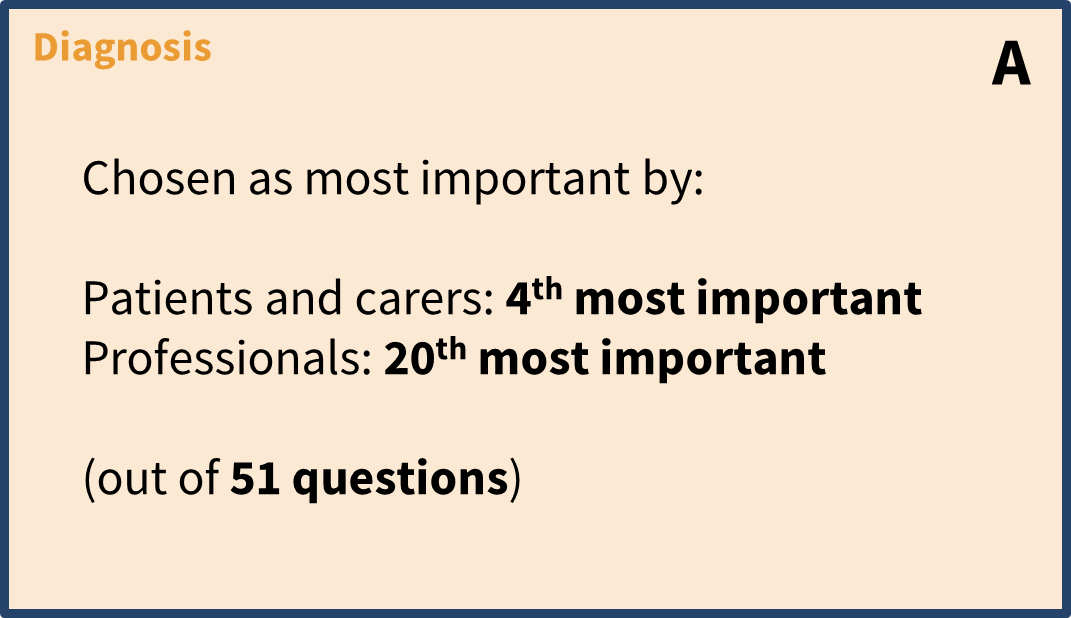 Diagnosis
A
Chosen as most important by:
Patients and carers: 4th most important
Professionals: 20th most important
(out of 51 questions)